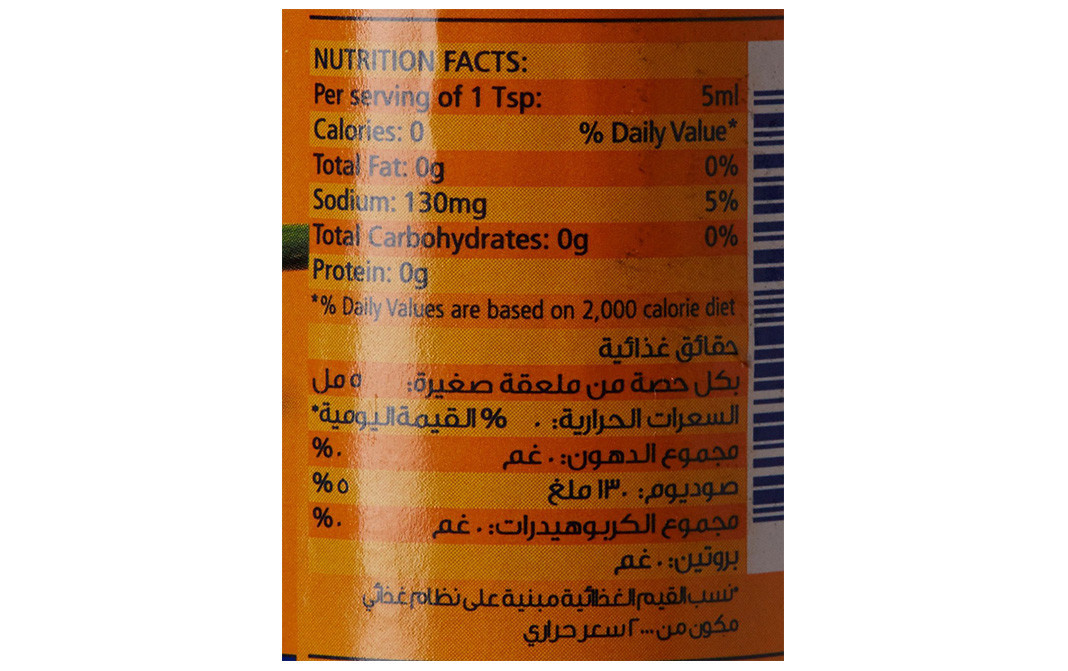 NUTRITION FACTS:
Per serving of 1 Tsp: 5ml
Calories: 0 % Daily Value*
Total Fat: 0g 0%
Sodium: 130mg 5%
Total Carbohydrates: 0g 0%
Protein: 0g
*% Daily Values are based on 2,000 calorie diet
حقائق غذائية
بكل حصة من ملعقة صغيرة: ٥ مل
السعرات الحرارية: ٠ % القيمة اليومية*
مجموع الدهون: ٠ غم ٠%
صوديوم: ١٣٠ ملغ ٥%
مجموع الكربوهيدرات: ٠ غم ٠%
بروتين: ٠ غم
*نسب القيم الغذائية مبنية على نظام غذائي
مكون من ٢٠٠٠ سعر حراري